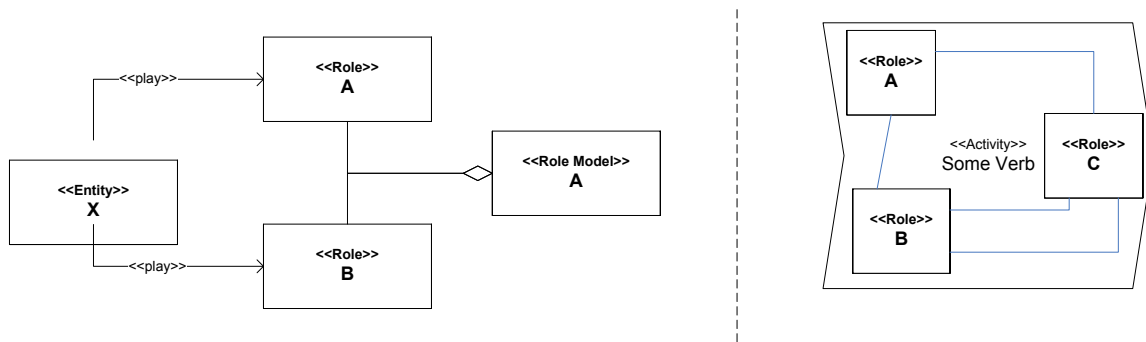 <<play>>
<<Role>>
A
<<Entity>>
X
<<Role Model>>
A
<<play>>
<<Role>>
B
<<Role>>
A
<<Activity>>
Some Verb
<<Role>>
C
<<Role>>
B